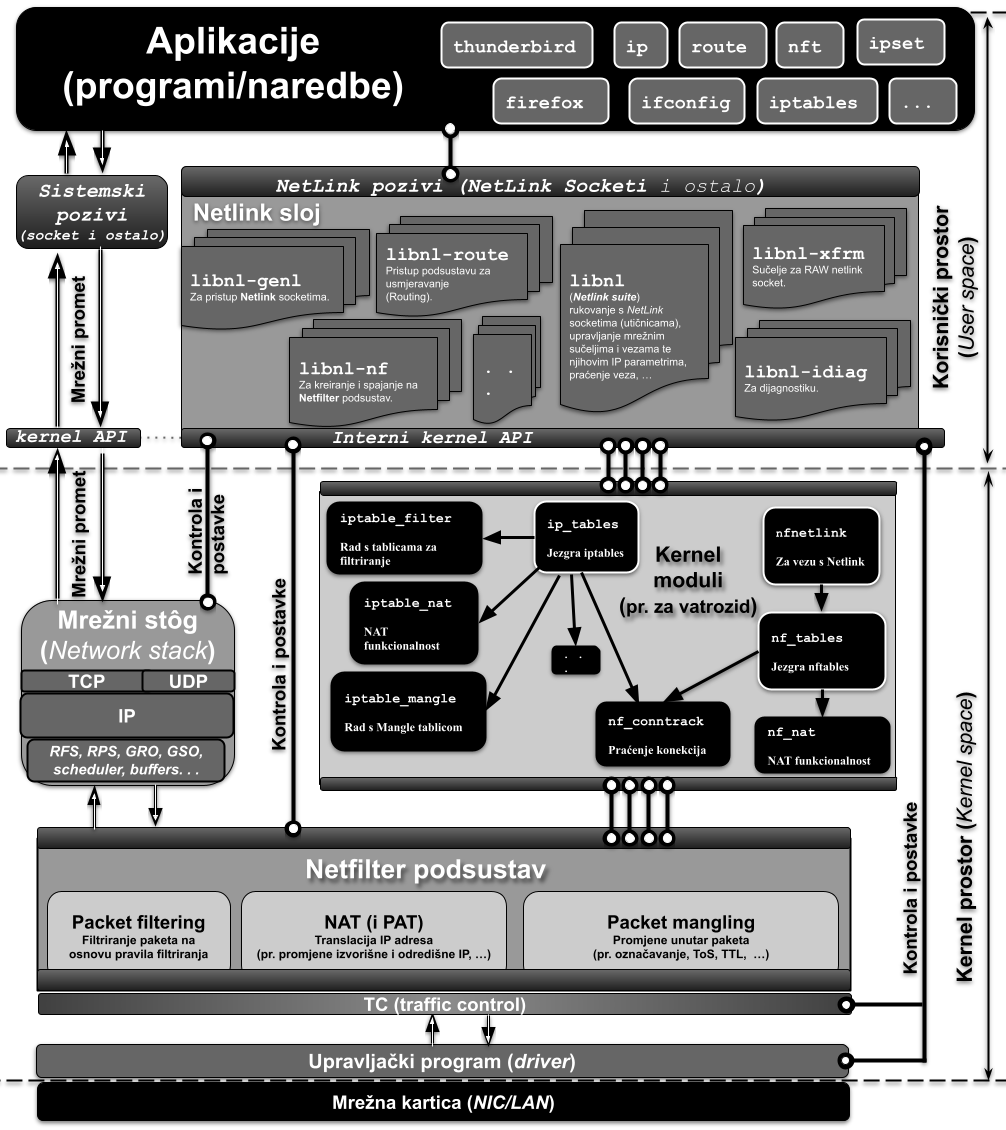 Aplikacije
(programi/naredbe)
thunderbird
ip
route
nft
ipset
firefox
ifconfig
iptables
...
Sistemski
pozivi
(socket i ostalo)
NetLink pozivi (NetLink Socketi i ostalo)
Netlink sloj
libnl-genl
Za pristup Netlink socketima.
libnl-route
Pristup podsustavu za
usmjeravanje
(Routing).
libnl
(Netlink suite)
rukovanje s NetLink
socketima (utičnicama),
upravljanje mrežnim
sučeljima i vezama te
njihovim IP parametrima,
praćenje veza, …
libnl-xfrm
Sučelje za RAW netlink
socket.
libnl-nf
Za kreiranje i spajanje na
Netfilter podsustav.
. .
.
libnl-idiag
Za dijagnostiku.
Mrežni promet
Korisnički prostor
(User space)
kernel API
Interni kernel API
Mrežni promet
Kontrola i
postavke
Kontrola i postavke
iptable_filter
Rad s tablicama za
filtriranje
ip_tables
Jezgra iptables
Kernel
moduli
(pr. za vatrozid)
nfnetlink
Za vezu s Netlink
iptable_nat
NAT
funkcionalnost
. .
.
nf_tables
Jezgra nftables
iptable_mangle
Rad s Mangle tablicom
nf_conntrack
Praćenje konekcija
nf_nat
NAT funkcionalnost
Mrežni stôg
(Network stack)
TCP
UDP
IP
RFS, RPS, GRO, GSO,
scheduler, buffers. . .
Kontrola i postavke
Kernel prostor (Kernel space)
Netfilter podsustav
Packet filtering
Filtriranje paketa na
osnovu pravila filtriranja
NAT (i PAT)
Translacija IP adresa
(pr. promjene izvorišne i odredišne IP, …)
Packet mangling
Promjene unutar paketa
(pr. označavanje, ToS, TTL, …)
TC (traffic control)
Upravljački program (driver)
Mrežna kartica (NIC/LAN)